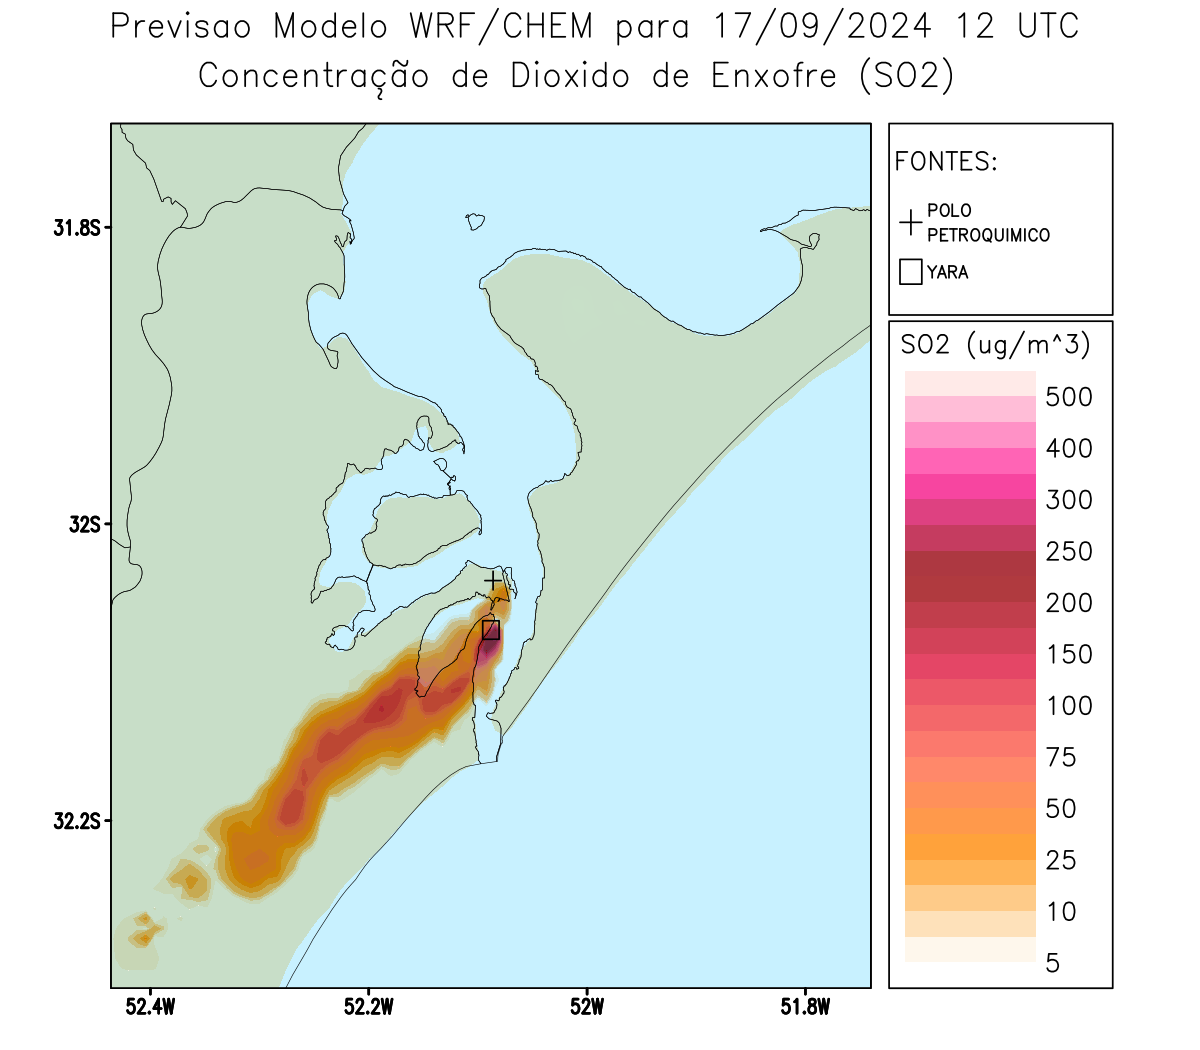 Previsao Modelo WRF/CHEM para 17/09/2024 12 UTC
Concentração de Dioxido de Enxofre (SO2)
FONTES:
POLO
PETROQUIMICO
YARA
SO2 (ug/m^3)
500
400
300
250
200
150
100
75
50
25
10
5
31.8S
32S
32.2S
52.4W
52.2W
52W
51.8W